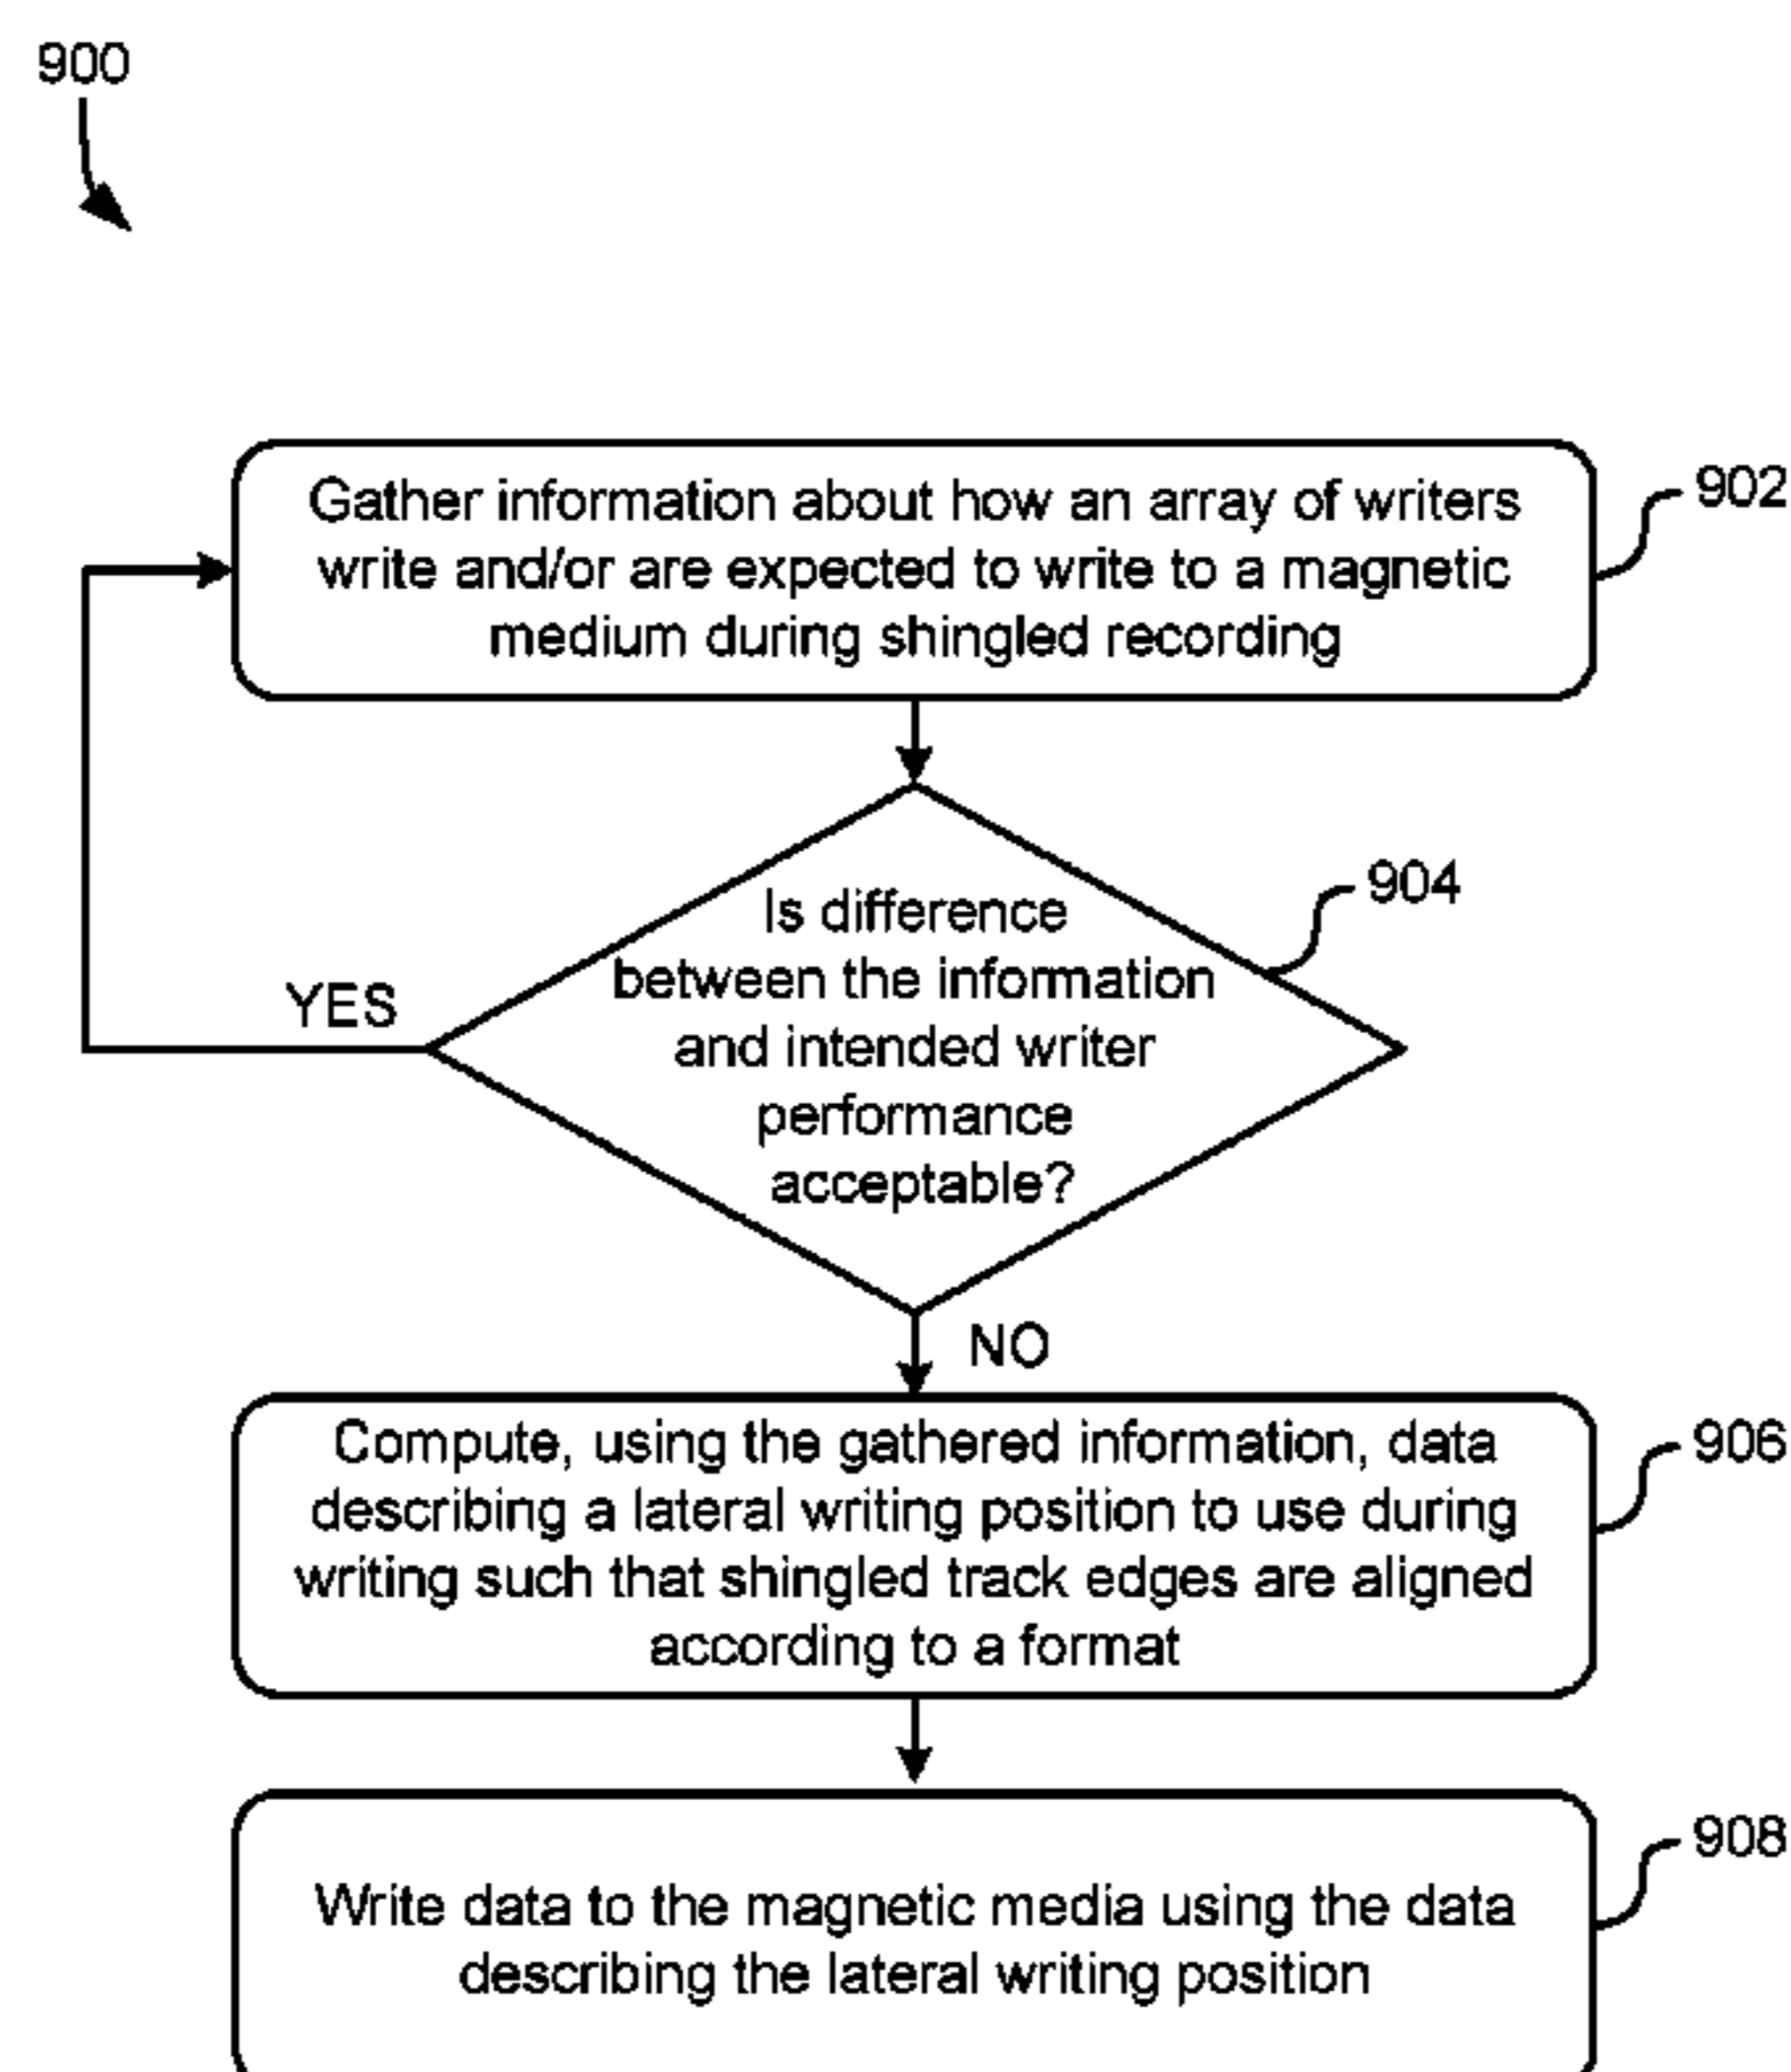 900
Gather information about how an array of writers
write and/or are expected to write to a magnetic
medium during shingled recording
902
Is difference
between the information
and intended writer
performance
acceptable?
904
YES
NO
Compute, using the gathered information, data
describing a lateral writing position to use during
writing such that shingled track edges are aligned
according to a format
906
Write data to the magnetic media using the data
describing the lateral writing position
908